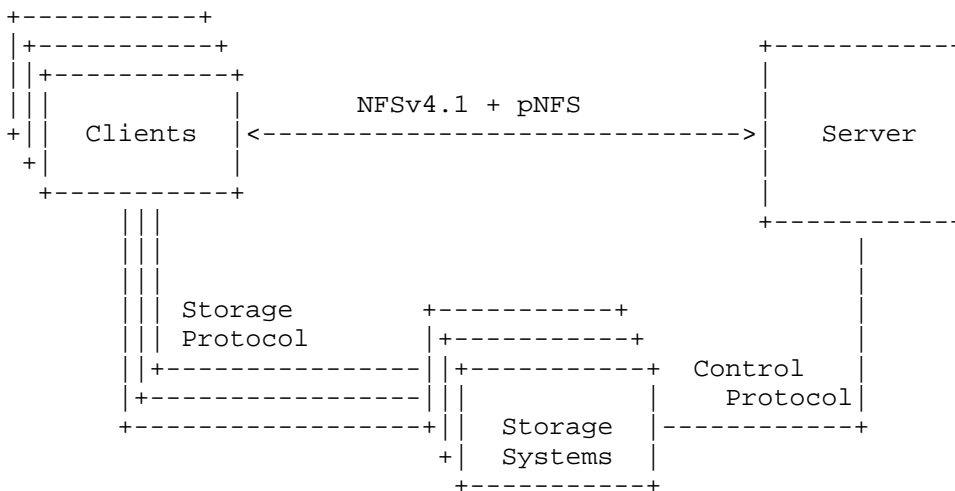 NFSv4.1 + pNFS
Clients
Server
Storage
Protocol
Control
Protocol
Storage
Systems